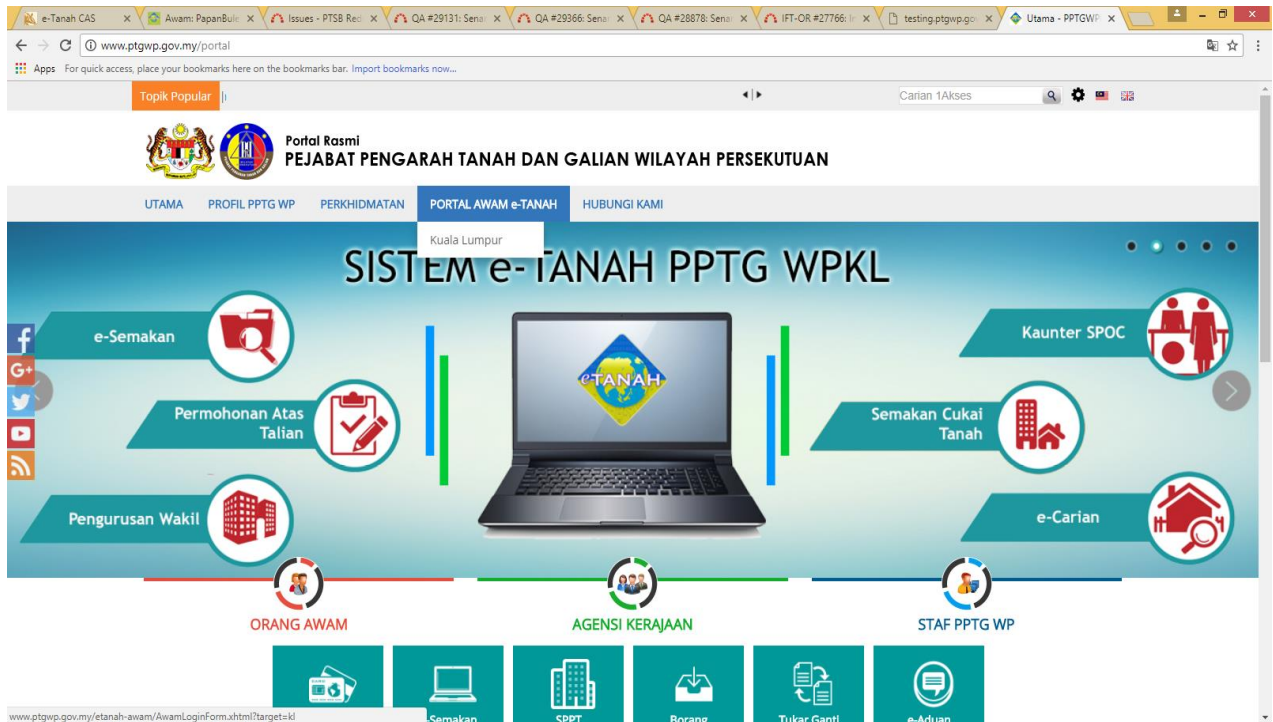 e-Tanah CAS
Awam: PapanBule
Issues - PTSB Red
QA #29131: Senar
QA #29366: Senar
QA #28878: Senar
IFT-OR #27766: I
testing.ptgwp.gov
Utama - PPTGWP
www.ptgwp.gov.my/portal
Apps For quick access, place your bookmarks here on the bookmarks bar. Import bookmarks now...
Topik Popular
Carian 1Akses
Portal Rasmi
PEJABAT PENGARAH TANAH DAN GALIAN WILAYAH PERSEKUTUAN
UTAMA PROFIL PPTG WP PERKHIDMATAN PORTAL AWAM e-TANAH HUBUNGI KAMI
Kuala Lumpur
SISTEM e-TANAH PPTG WPKL
e-Semakan
Permohonan Atas
Talian
Pengurusan Wakil
eTANAH
Kaunter SPOC
Semakan Cukai
Tanah
e-Carian
ORANG AWAM
AGENSI KERAJAAN
STAF PPTG WP
-Semakan
SPPT
Borang
Tukar Ganti
e-Aduan
www.ptgwp.gov.my/etanah-awam/AwamLoginForm.xhtml?target=kl